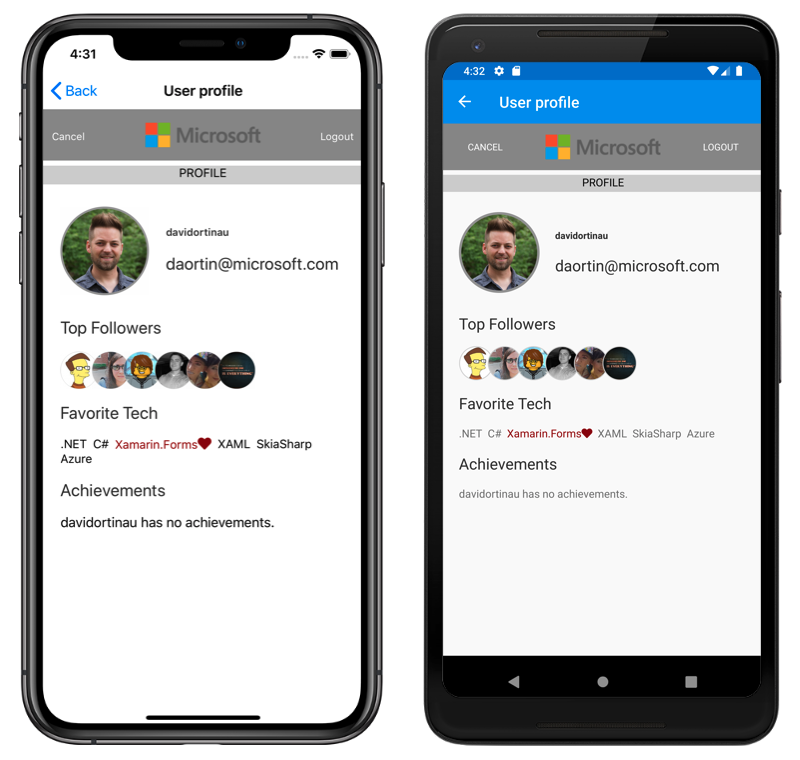 4:31
Back
User profile
Cancel
Microsoft
Logout
PROFILE
davidortinau
daortin@microsoft.com
Top Followers
Favorite Tech
.NET C# Xamarin.Forms XAML SkiaSharp
Azure
Achievements
davidortinau has no achievements.
4:32
User profile
CANCEL
Microsoft
LOGOUT
PROFILE
davidortinau
daortin@microsoft.com
Top Followers
Favorite Tech
.NET C# Xamarin.Forms XAML SkiaSharp Azure
Achievements
davidortinau has no achievements.